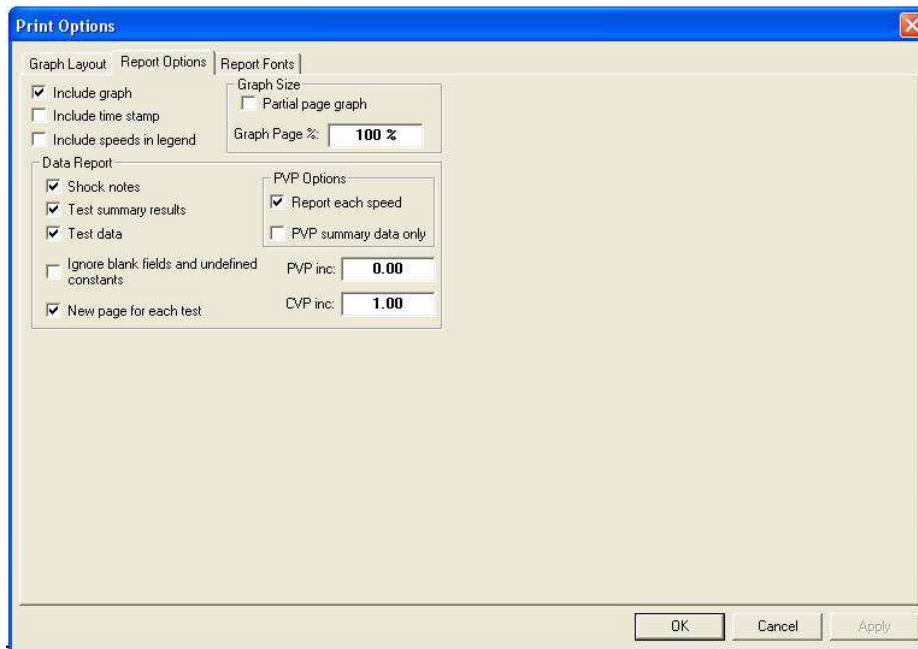 Print Options
Graph Layout Report Options Report Fonts
Include graph
Include time stamp
Include speeds in legend
Graph Size
Partial page graph
Graph Page %: 100 %
Data Report
Shock notes
Test summary results
Test data
Ignore blank fields and undefined
constants
New page for each test
PVP Options
Report each speed
PVP summary data only
PVP inc: 0.00
CVP inc: 1.00
OK Cancel Apply